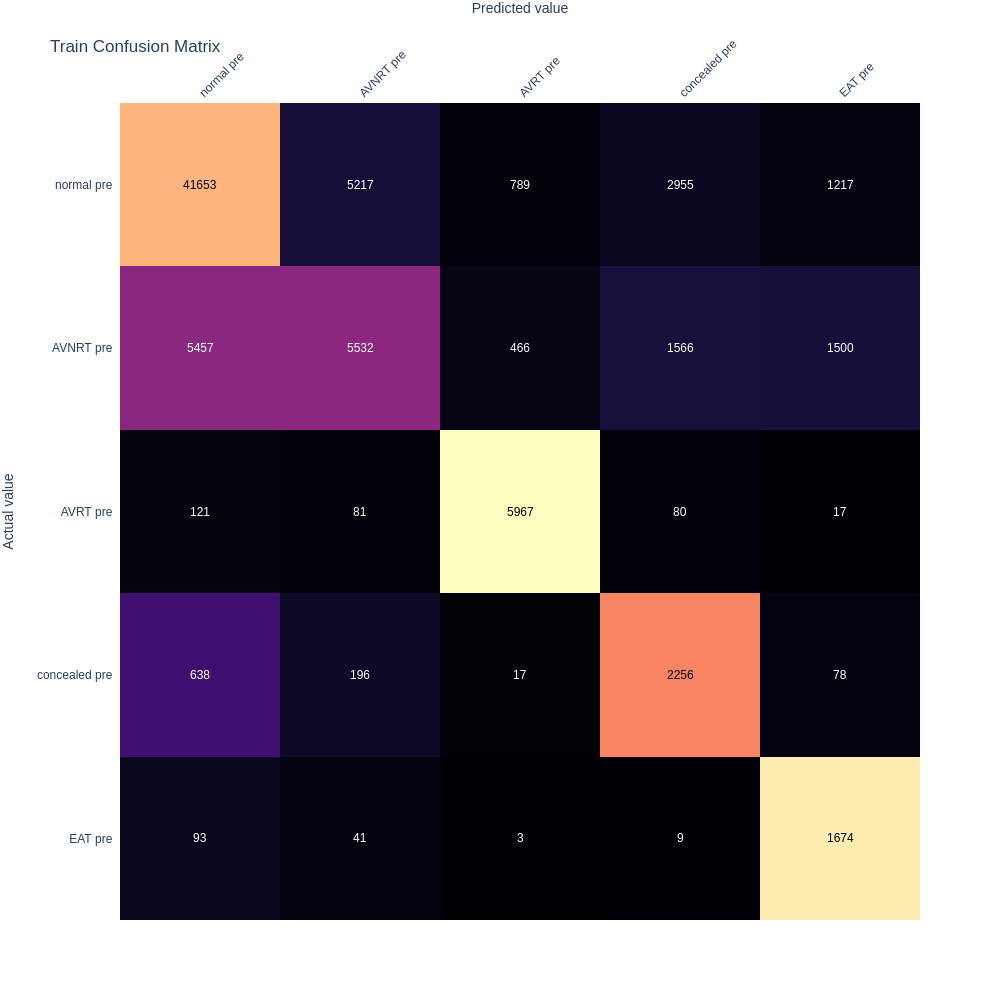 Predicted value
Train Confusion Matrix
normal pre
AVNRT pre
AVRT pre
concealed pre
EAT pre
normal pre 41653 5217 789 2955 1217
AVNRT pre 5457 5532 466 1566 1500
AVRT pre 121 81 5967 80 17
Actual value
concealed pre 638 196 17 2256 78
EAT pre 93 41 3 9 1674